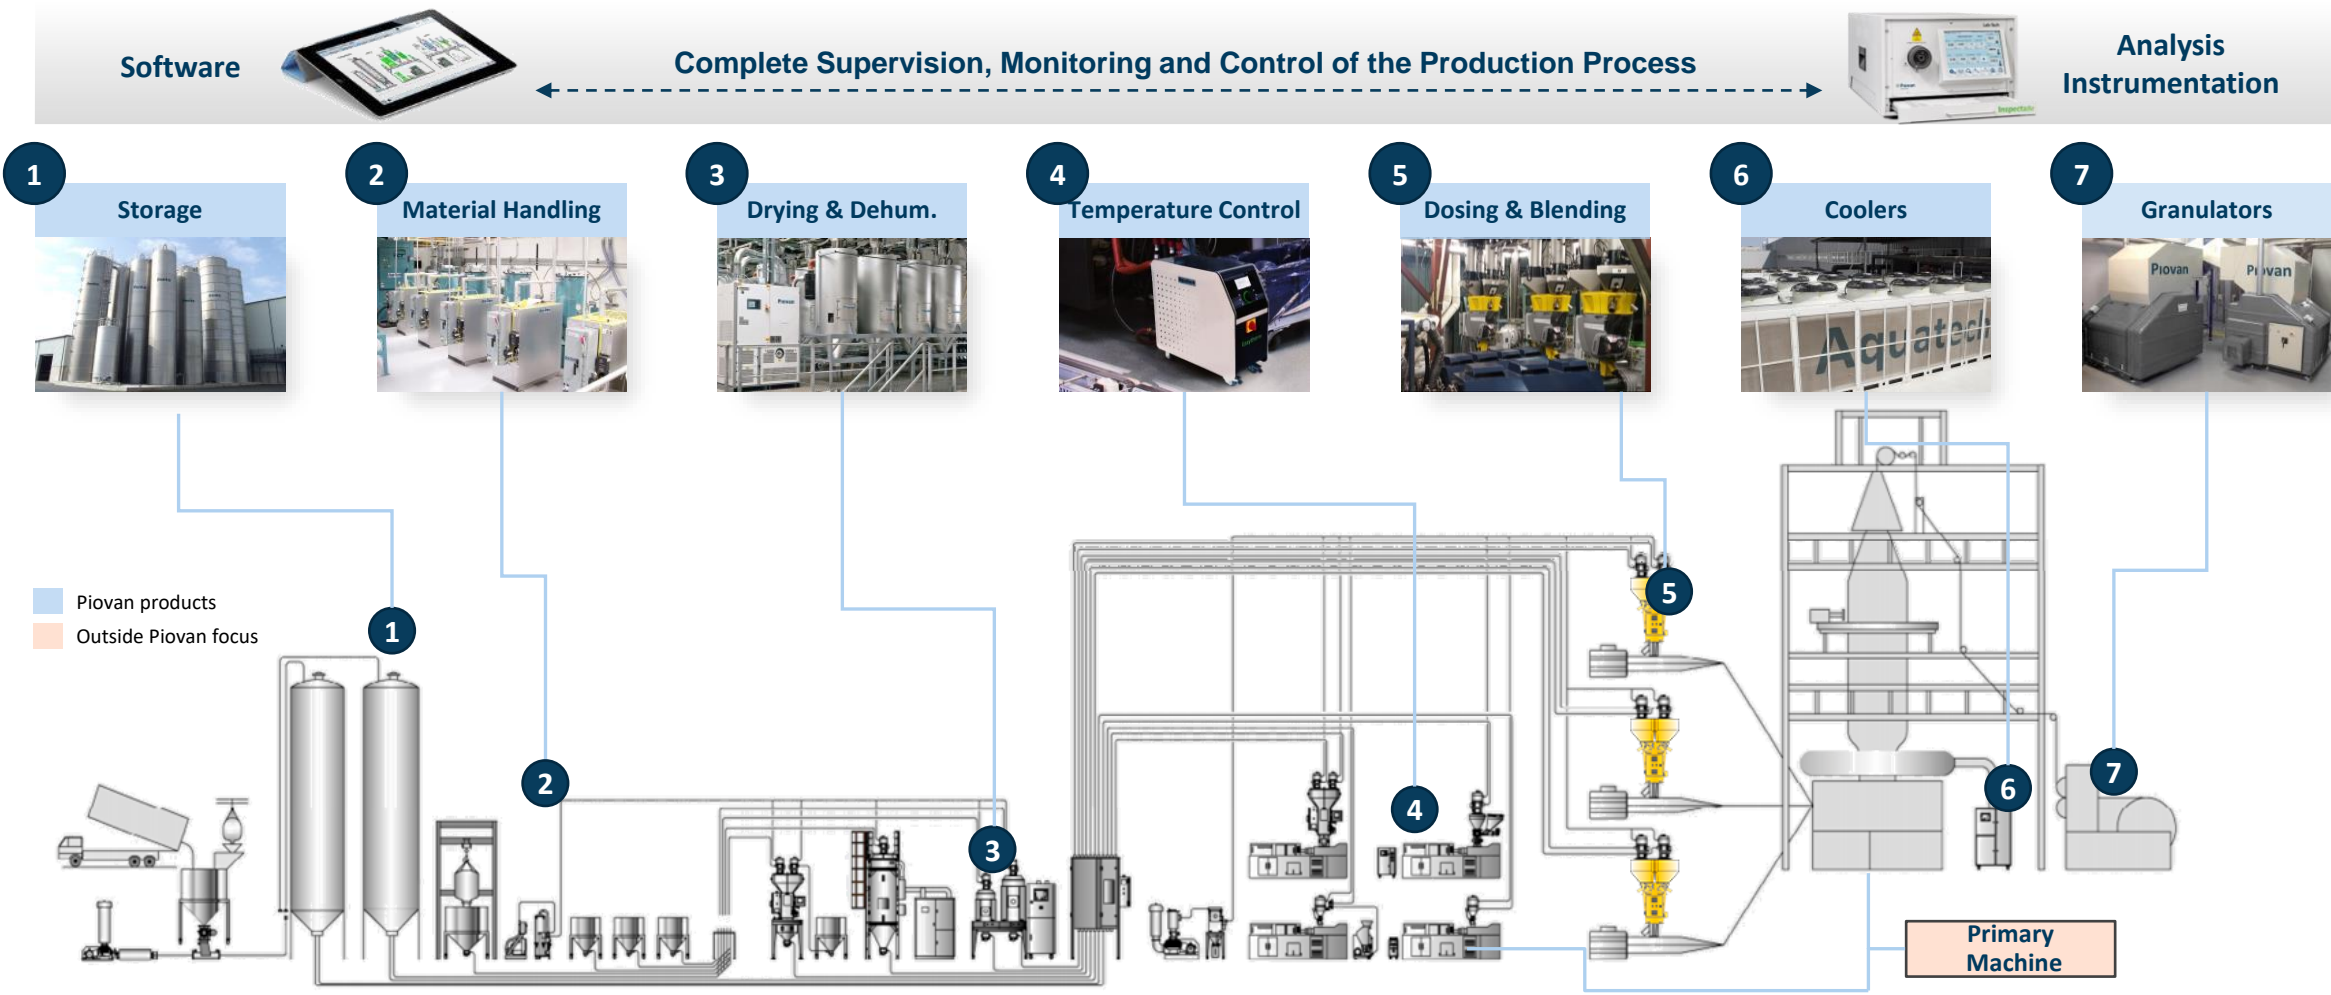 Software
Complete Supervision, Monitoring and Control of the Production Process
Analysis
Instrumentation
1
Storage
2
Material Handling
3
Drying & Dehum.
4
Temperature Control
5
Dosing & Blending
6
Coolers
7
Granulators
Piovan
Aquatech
Piovan
Piovan
Piovan products
Outside Piovan focus
1
2
3
4
5
6
7
Primary
Machine